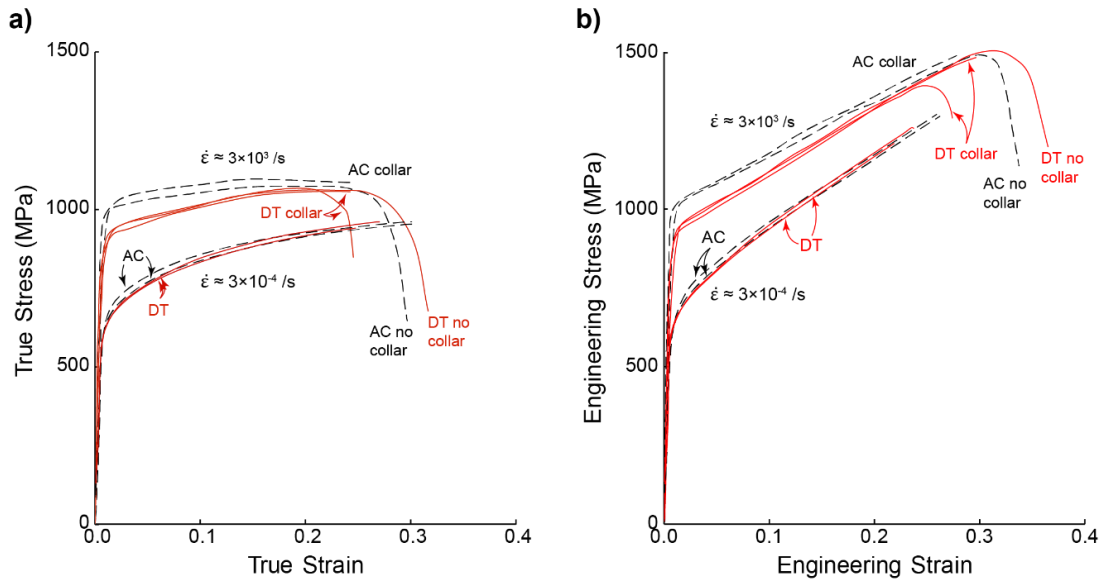 a)
1500
1000
500
0
0.0
0.1
0.2
0.3
0.4
True Stress (MPa)
True Strain
ε̇ ≈ 3×10³ /s
AC collar
DT collar
AC
DT
ε̇ ≈ 3×10⁻⁴ /s
AC no
collar
DT no
collar
b)
1500
1000
500
0
0.0
0.1
0.2
0.3
0.4
Engineering Stress (MPa)
Engineering Strain
AC collar
ε̇ ≈ 3×10³ /s
DT collar
DT no
collar
AC no
collar
AC
DT
ε̇ ≈ 3×10⁻⁴ /s